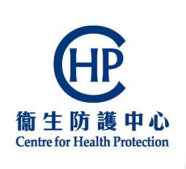 CHP
衞生防護中心
Centre for Health Protection